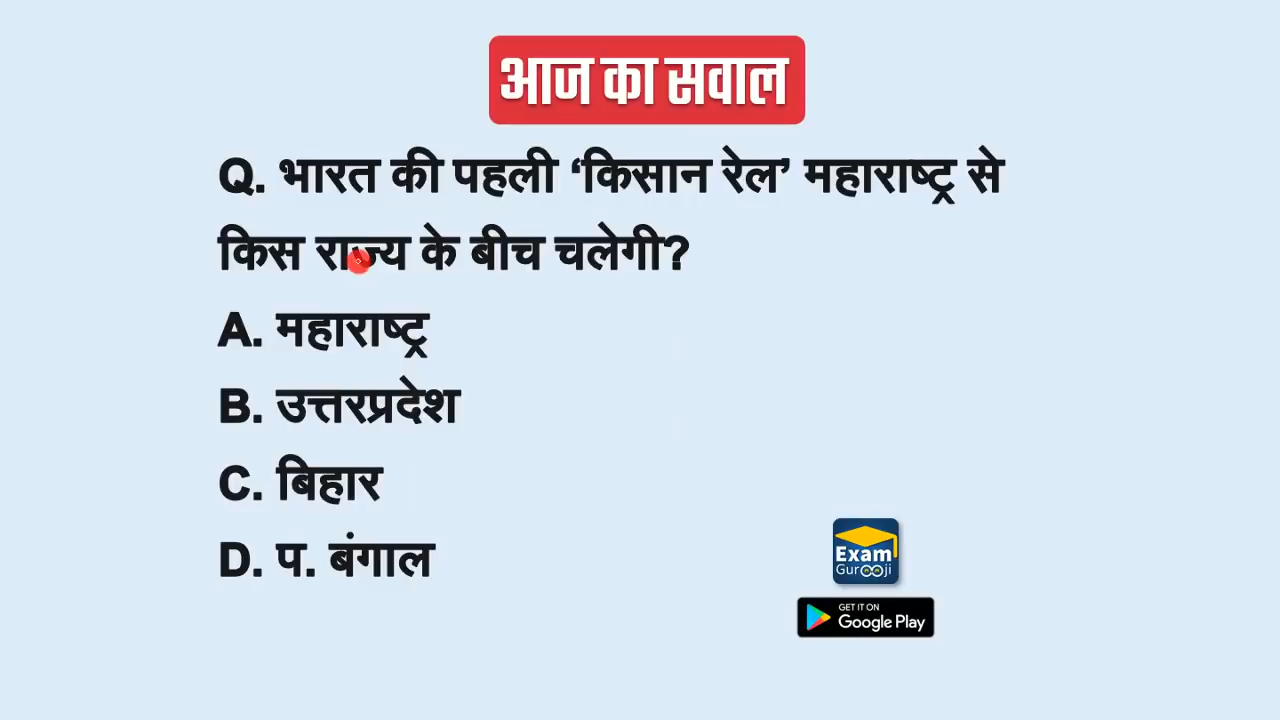 आज का सवाल
Q. भारत की पहली ‘किसान रेल’ महाराष्ट्र से
किस राज्य के बीच चलेगी?
A. महाराष्ट्र
B. उत्तरप्रदेश
C. बिहार
D. प. बंगाल
Exam
Gurooji
GET IT ON
Google Play